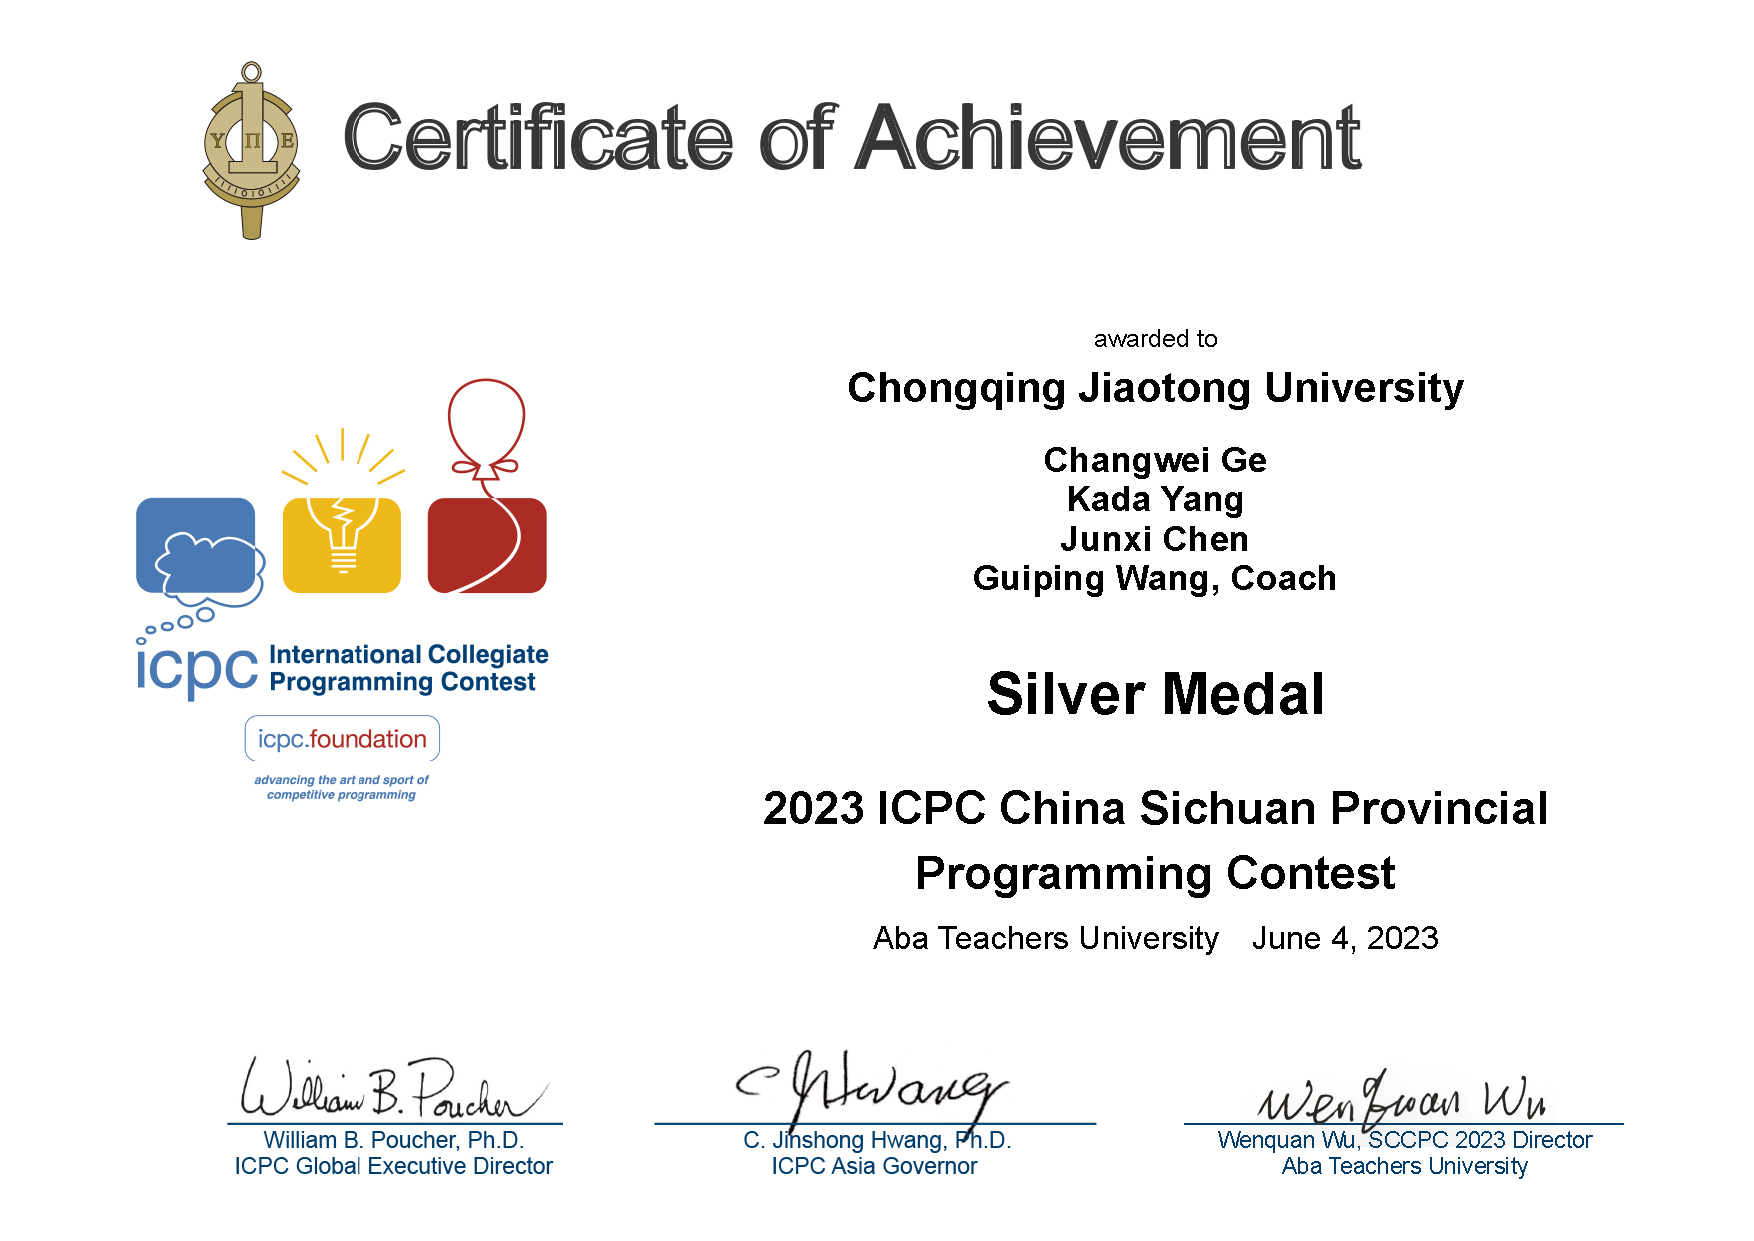 Υ Π Ε
Certificate of Achievement
awarded to
Chongqing Jiaotong University
Changwei Ge
Kada Yang
Junxi Chen
Guiping Wang, Coach
Silver Medal
2023 ICPC China Sichuan Provincial
Programming Contest
Aba Teachers University June 4, 2023
icpc International Collegiate
Programming Contest
icpc.foundation
advancing the art and sport of
competitive programming
William B. Poucher
William B. Poucher, Ph.D.
ICPC Global Executive Director
C J Hwang
C. Jinshong Hwang, Ph.D.
ICPC Asia Governor
Wenquan Wu
Wenquan Wu, SCCPC 2023 Director
Aba Teachers University